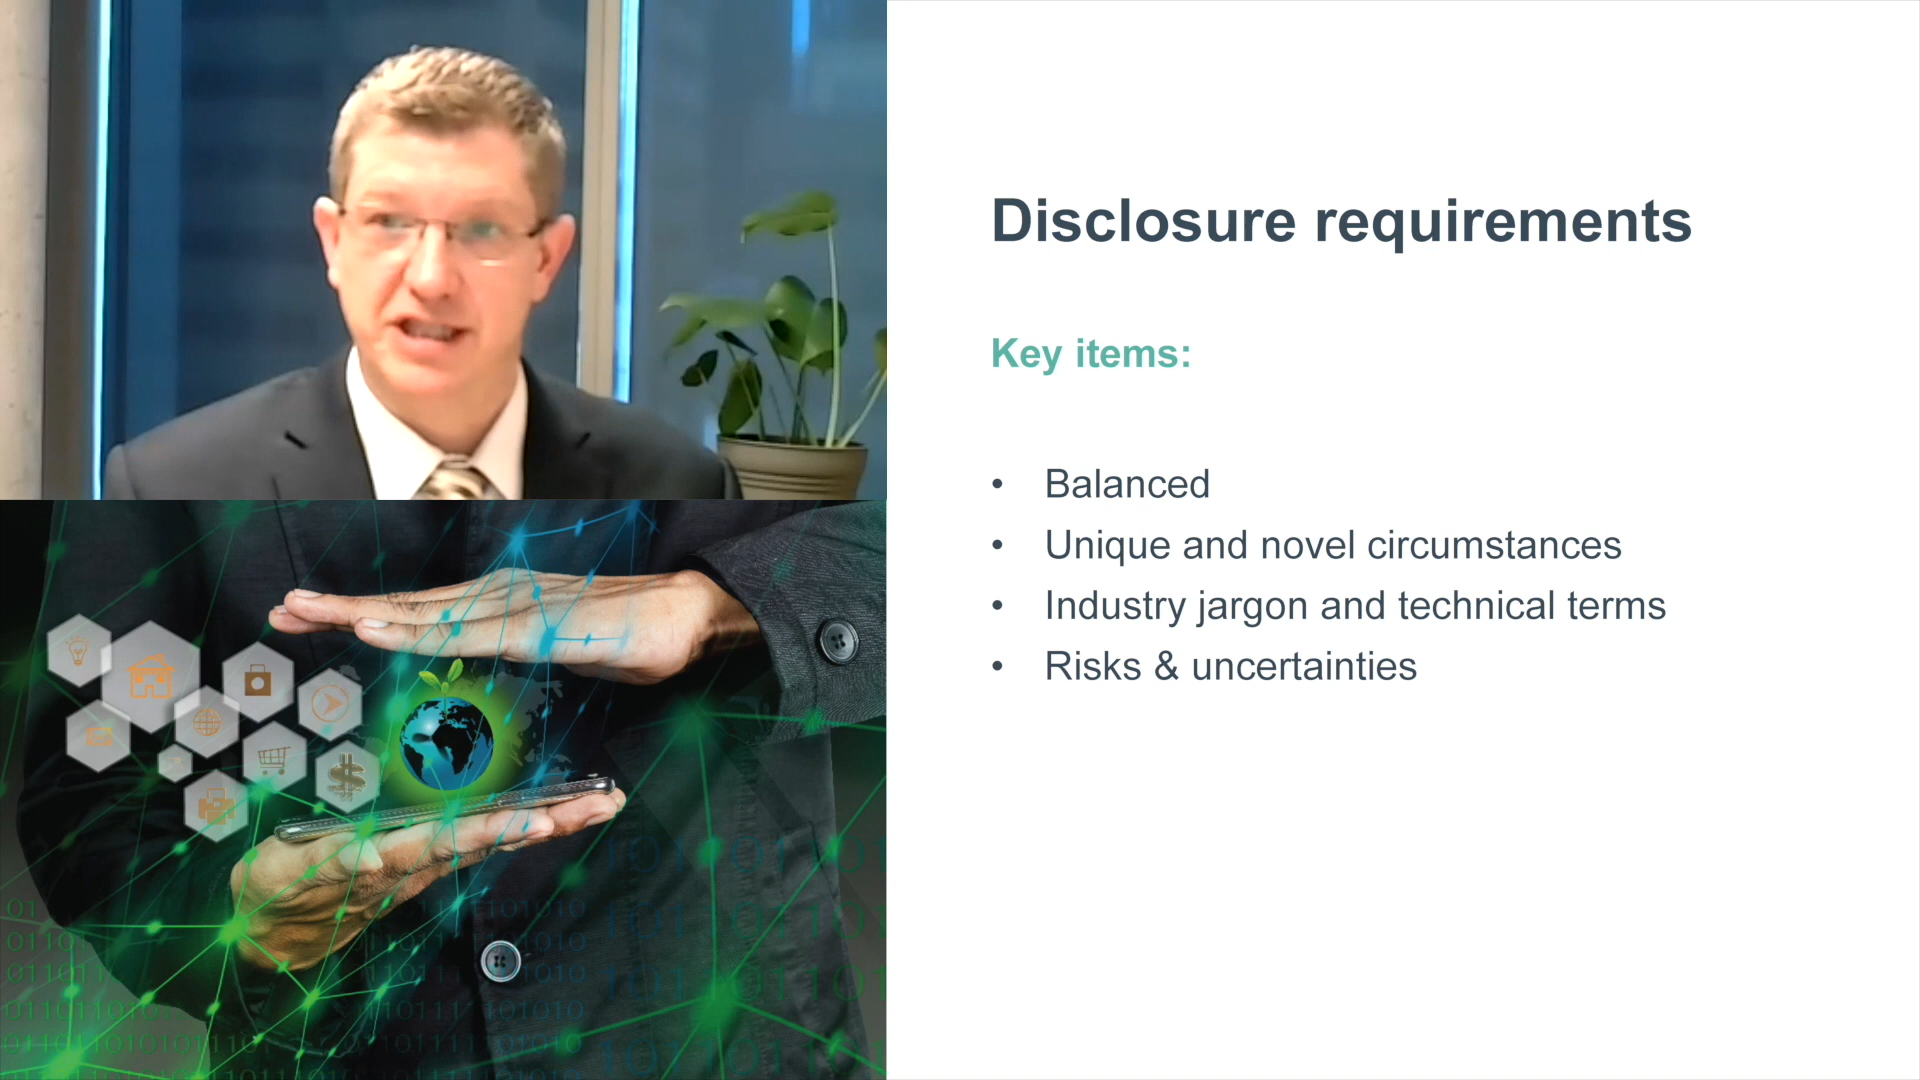 Disclosure requirements
Key items:
• Balanced
• Unique and novel circumstances
• Industry jargon and technical terms
• Risks & uncertainties